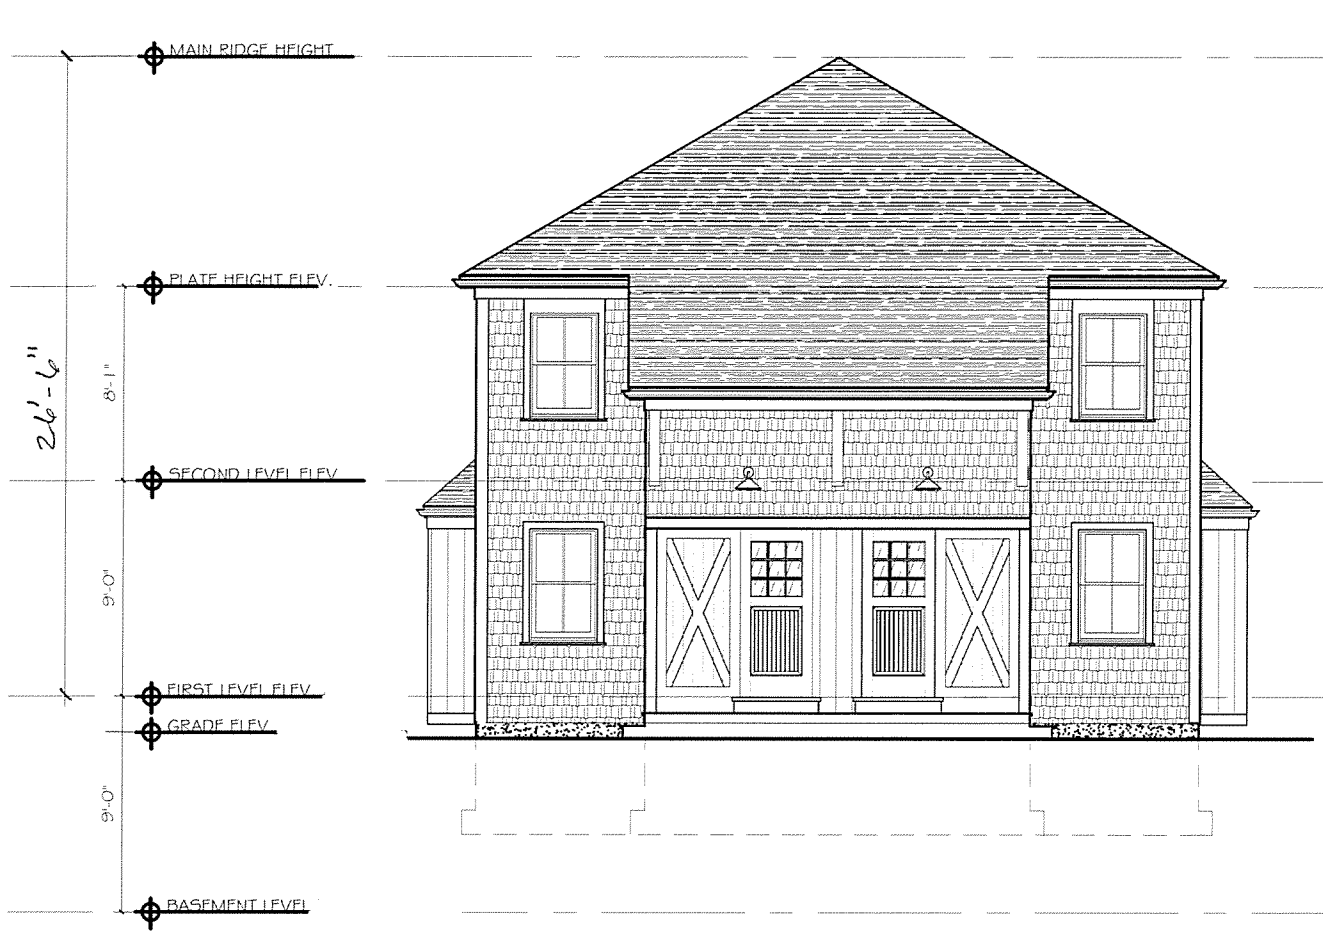 MAIN RIDGE HEIGHT
PLATE HEIGHT ELEV.
26'-6"
8'-1"
SECOND LEVEL ELEV
9'-0"
FIRST LEVEL ELEV
GRADE ELEV
9'-0"
BASEMENT LEVEL